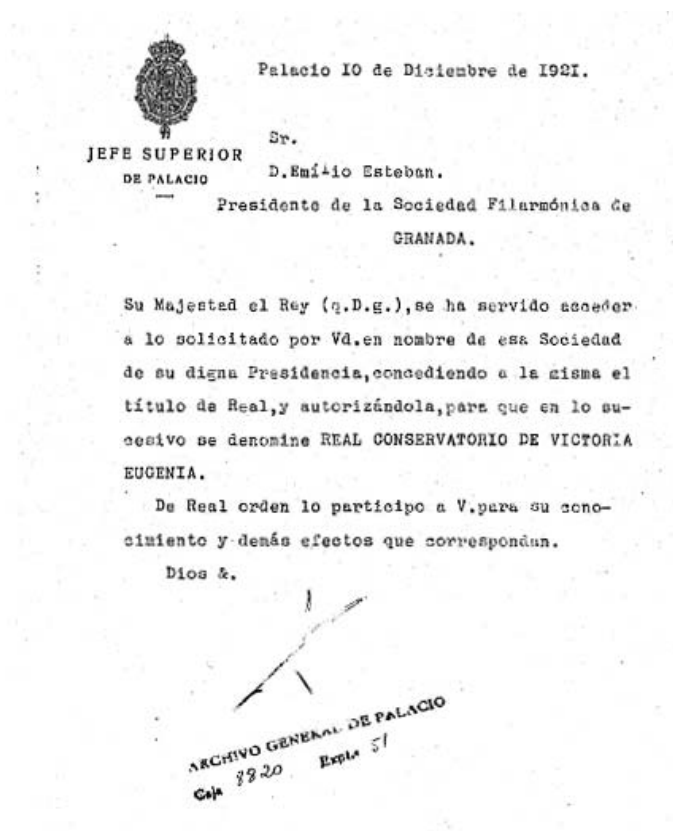 Palacio IO de Diciembre de I92I.
JEFE SUPERIOR
DE PALACIO
Sr.
D.Emilio Esteban.
Presidente de la Sociedad Filarmónica de
GRANADA.
Su Majestad el Rey (q.D.g.),se ha servido acceder
a lo solicitado por Vd.en nombre de esa Sociedad
de su digna Presidencia,concediendo a la misma el
título de Real,y autorizándola,para que en lo su-
cesivo se denomine REAL CONSERVATORIO DE VICTORIA
EUGENIA.
De Real orden lo participo a V.para su cono-
cimiento y demás efectos que correspondan.
Dios &.
ARCHIVO GENERAL DE PALACIO
Caja 8820 Expte 51